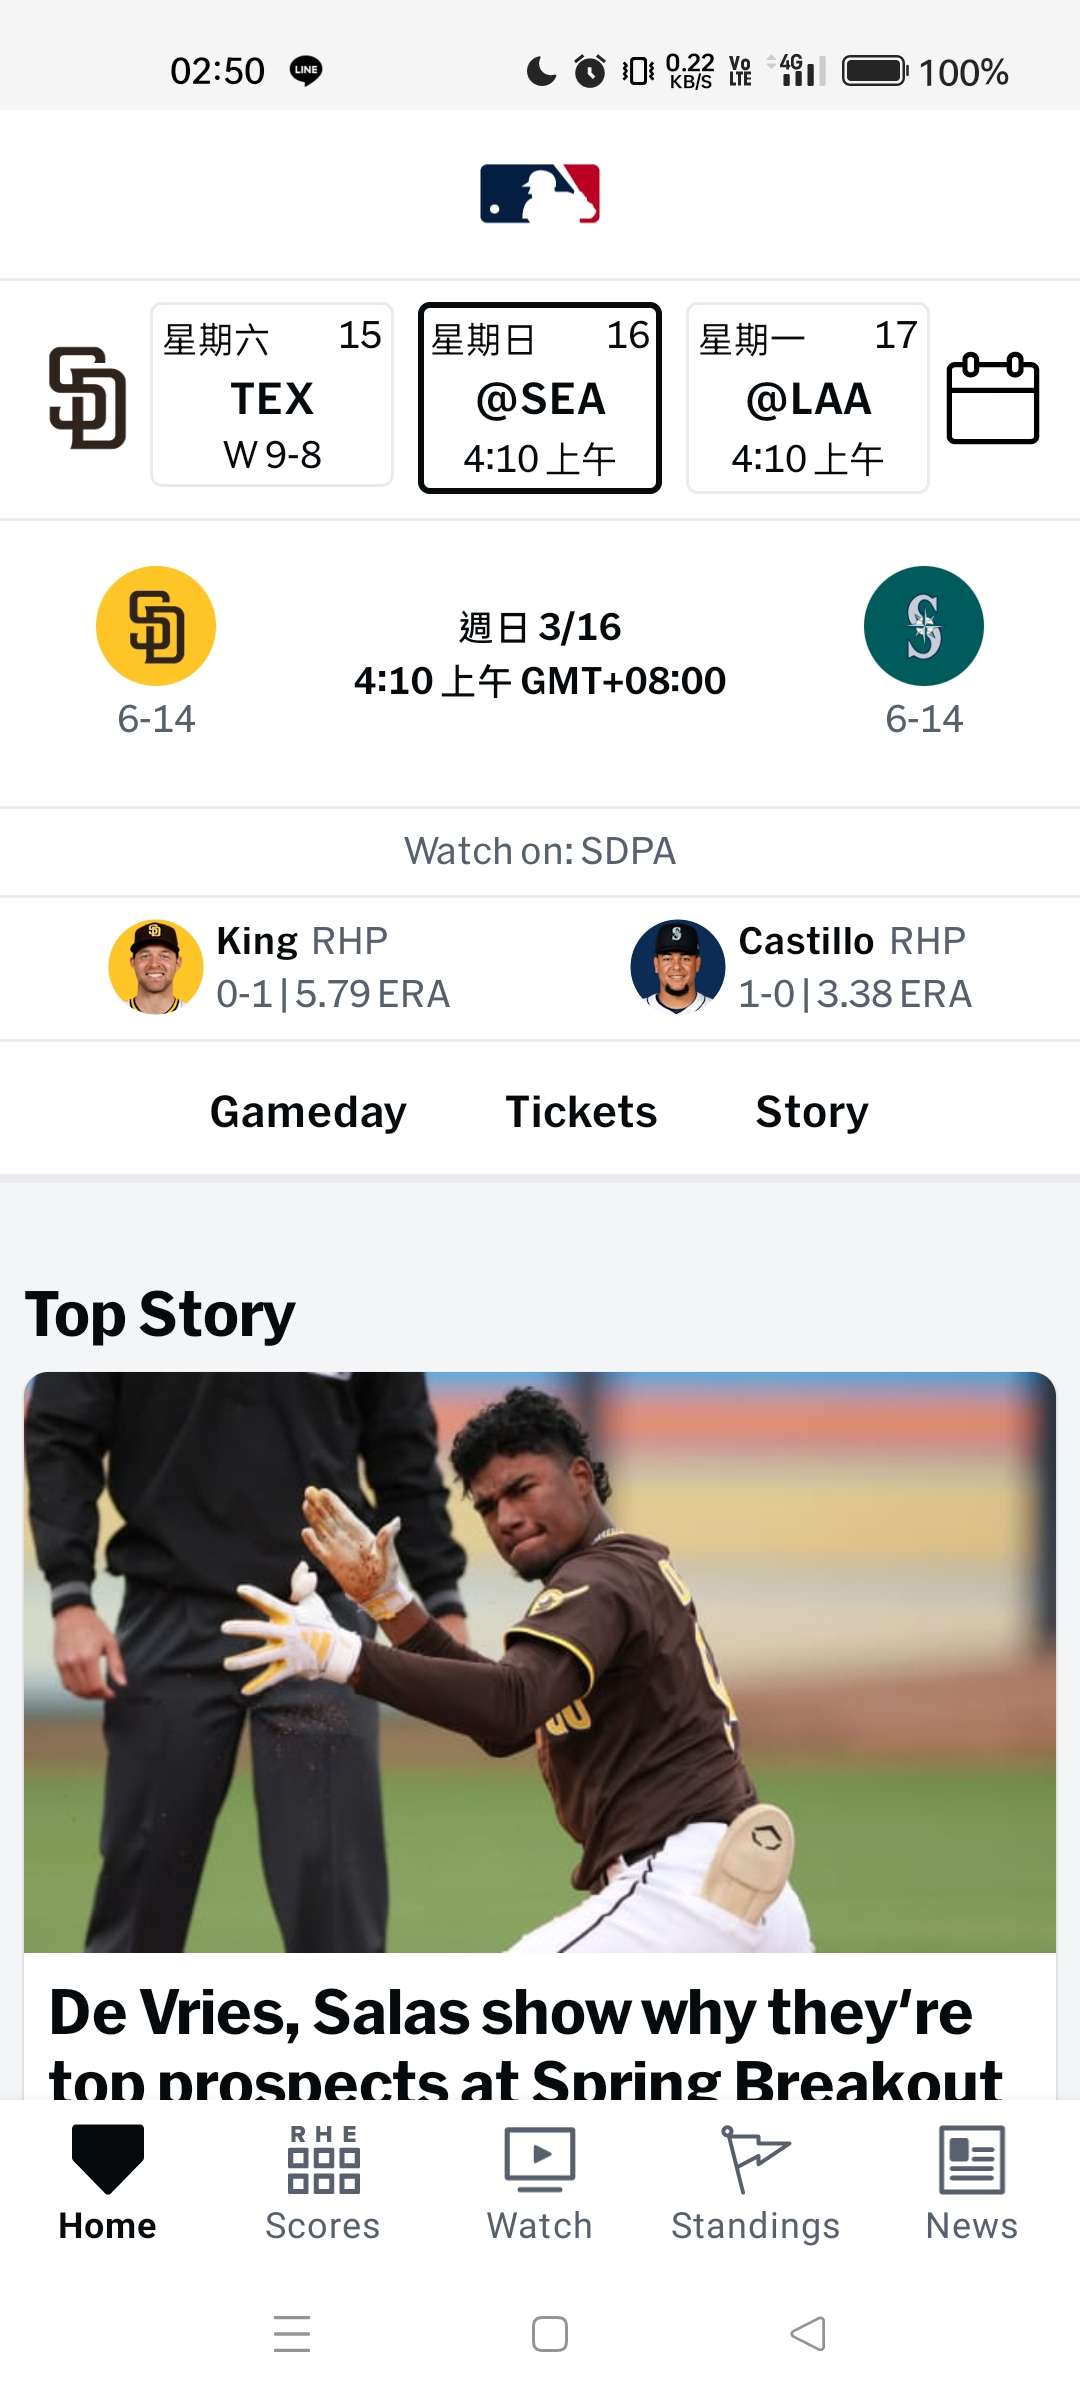 02:50 LINE 0.22 KB/S Vo LTE 4G 100%
星期六 15
TEX
W 9-8
星期日 16
@SEA
4:10 上午
星期一 17
@LAA
4:10 上午
週日 3/16
4:10 上午 GMT+08:00
6-14
6-14
Watch on: SDPA
King RHP
0-1 | 5.79 ERA
Castillo RHP
1-0 | 3.38 ERA
Gameday Tickets Story
Top Story
De Vries, Salas show why they're
top prospects at Spring Breakout
R H E
Home Scores Watch Standings News